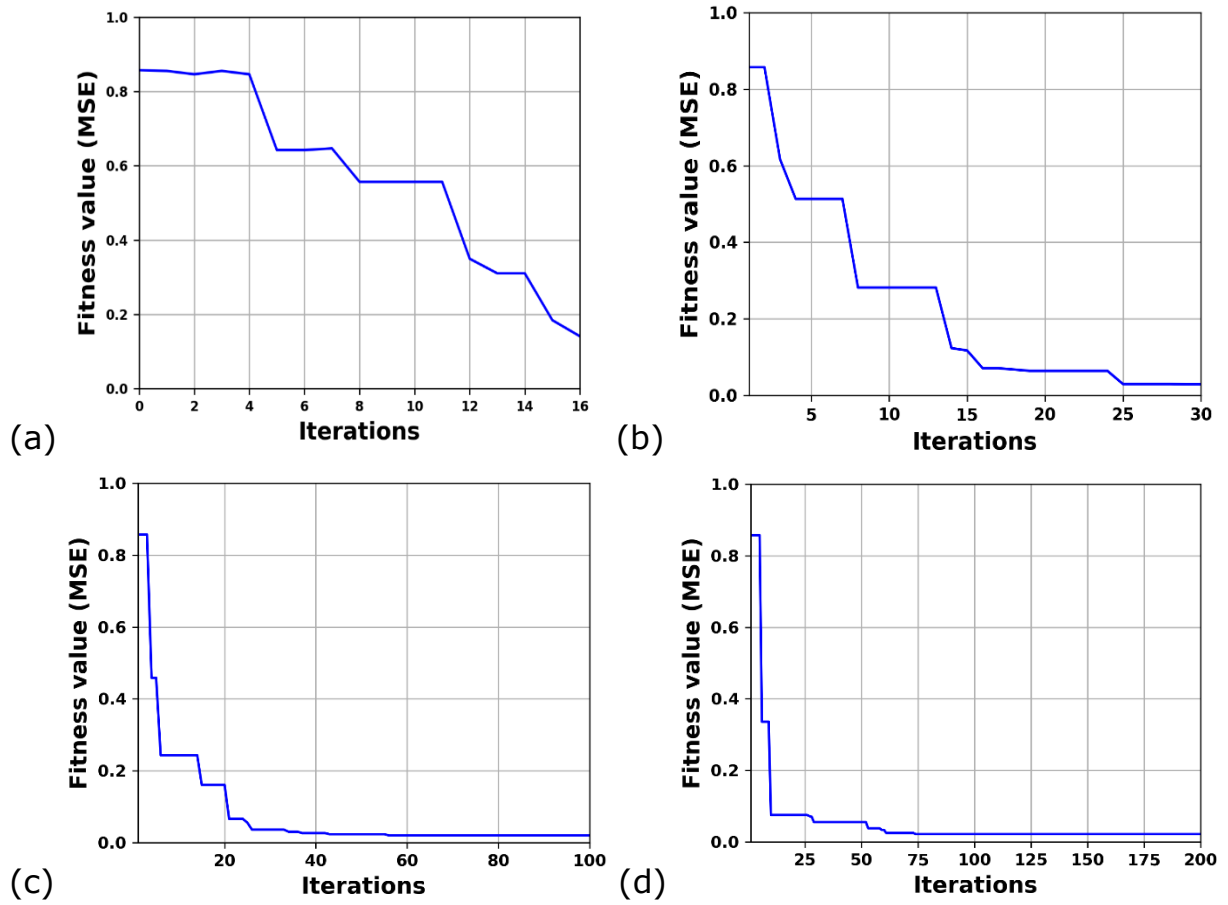 1.0
0.8
0.6
0.4
0.2
0.0
Fitness value (MSE)
0 2 4 6 8 10 12 14 16
Iterations
(a)
1.0
0.8
0.6
0.4
0.2
0.0
Fitness value (MSE)
5 10 15 20 25 30
Iterations
(b)
1.0
0.8
0.6
0.4
0.2
0.0
Fitness value (MSE)
20 40 60 80 100
Iterations
(c)
1.0
0.8
0.6
0.4
0.2
0.0
Fitness value (MSE)
25 50 75 100 125 150 175 200
Iterations
(d)